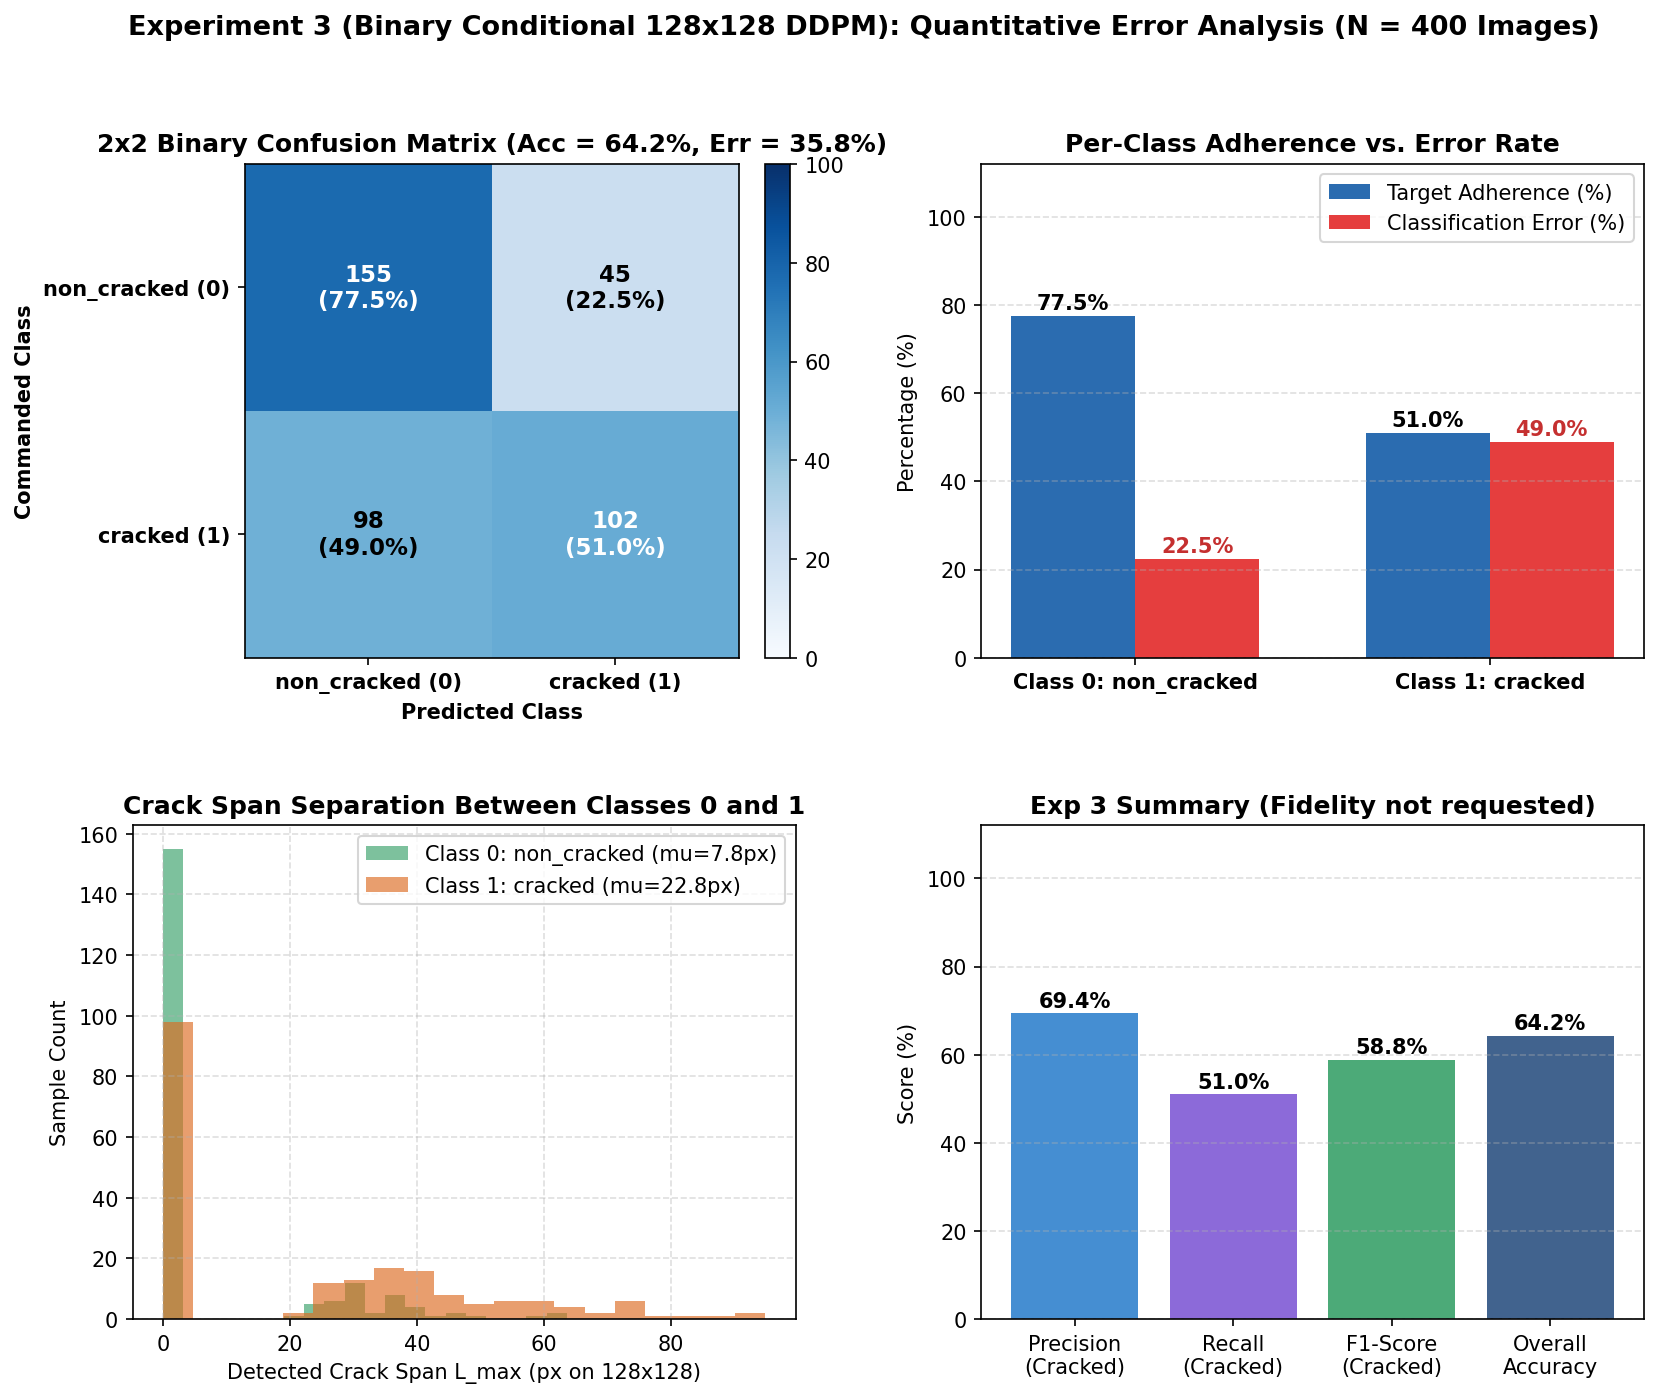 Experiment 3 (Binary Conditional 128x128 DDPM): Quantitative Error Analysis (N = 400 Images)
2x2 Binary Confusion Matrix (Acc = 64.2%, Err = 35.8%)
Commanded Class
non_cracked (0)
cracked (1)
155
(77.5%)
45
(22.5%)
98
(49.0%)
102
(51.0%)
non_cracked (0)
cracked (1)
Predicted Class
100
80
60
40
20
0
Per-Class Adherence vs. Error Rate
Target Adherence (%)
Classification Error (%)
Percentage (%)
100
80
60
40
20
0
77.5%
22.5%
51.0%
49.0%
Class 0: non_cracked
Class 1: cracked
Crack Span Separation Between Classes 0 and 1
Class 0: non_cracked (mu=7.8px)
Class 1: cracked (mu=22.8px)
Sample Count
160
140
120
100
80
60
40
20
0
0
20
40
60
80
Detected Crack Span L_max (px on 128x128)
Exp 3 Summary (Fidelity not requested)
Score (%)
100
80
60
40
20
0
69.4%
51.0%
58.8%
64.2%
Precision
(Cracked)
Recall
(Cracked)
F1-Score
(Cracked)
Overall
Accuracy